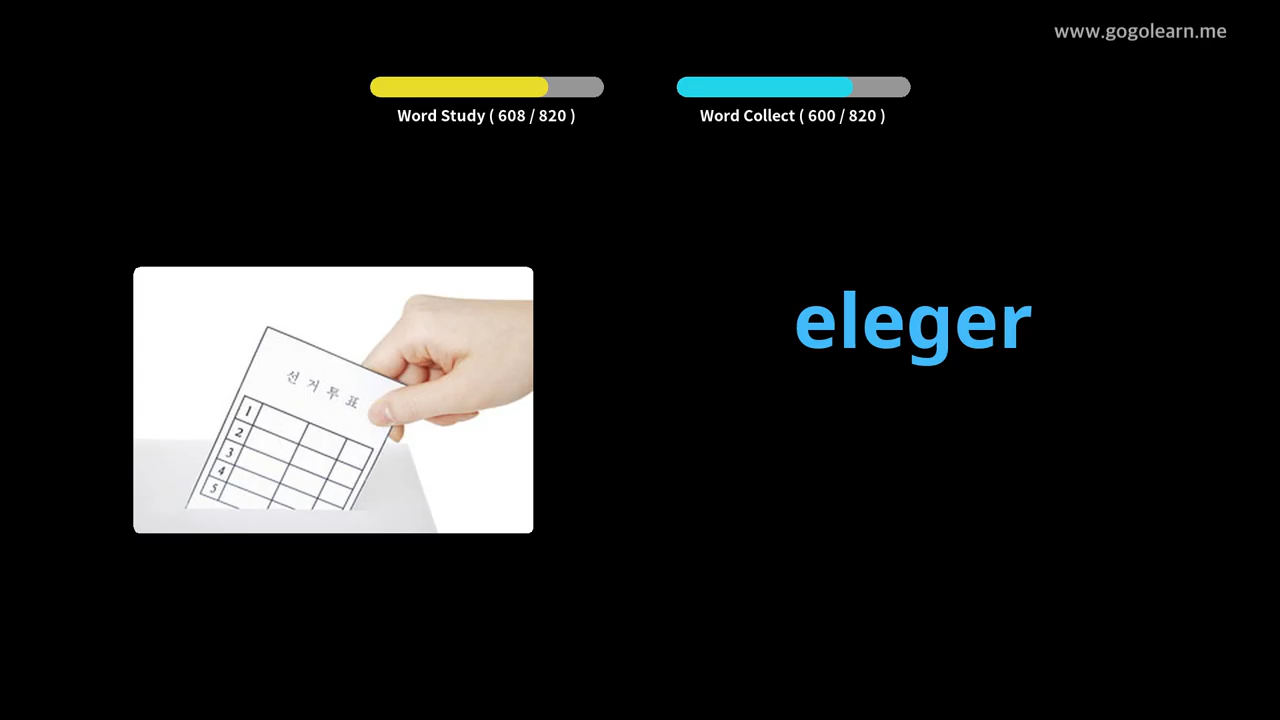 www.gogolearn.me
Word Study ( 608 / 820 )
Word Collect ( 600 / 820 )
eleger
선거투표
1
2
3
4
5